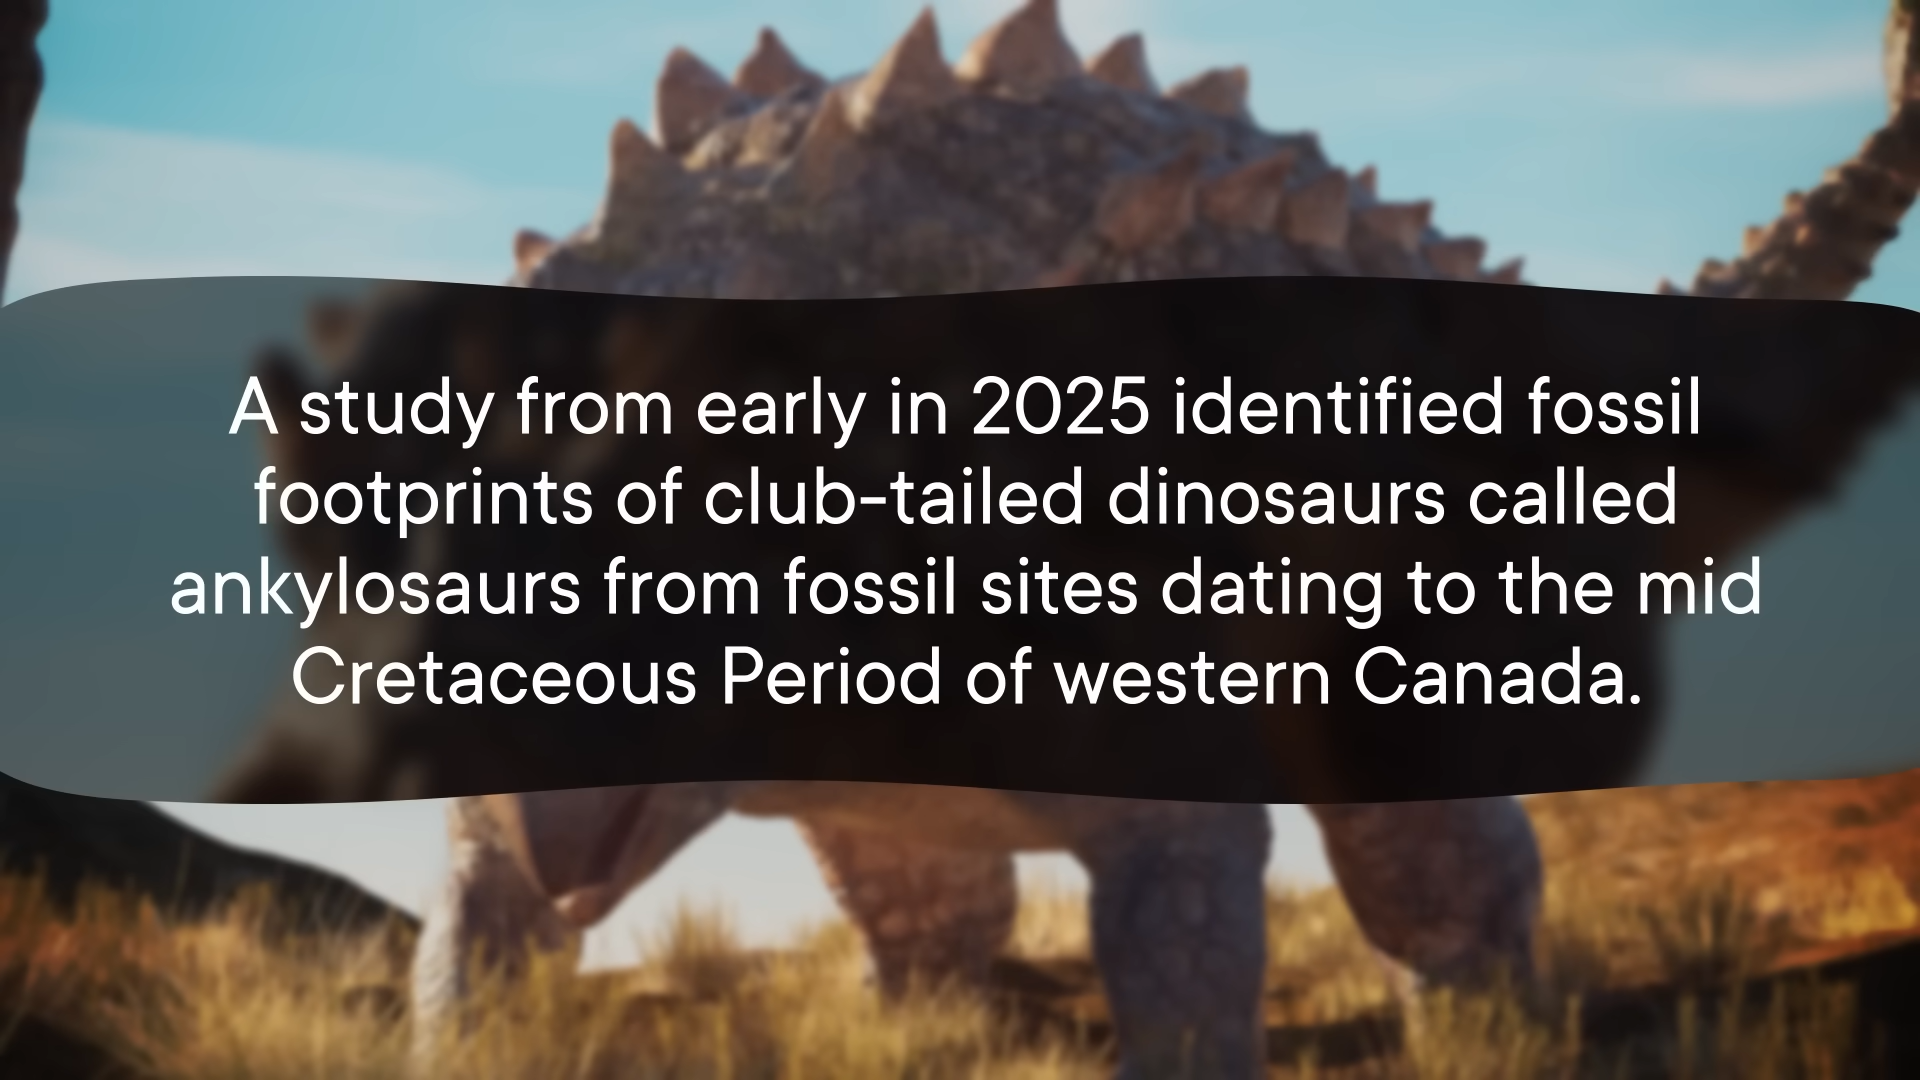 A study from early in 2025 identified fossil
footprints of club-tailed dinosaurs called
ankylosaurs from fossil sites dating to the mid
Cretaceous Period of western Canada.